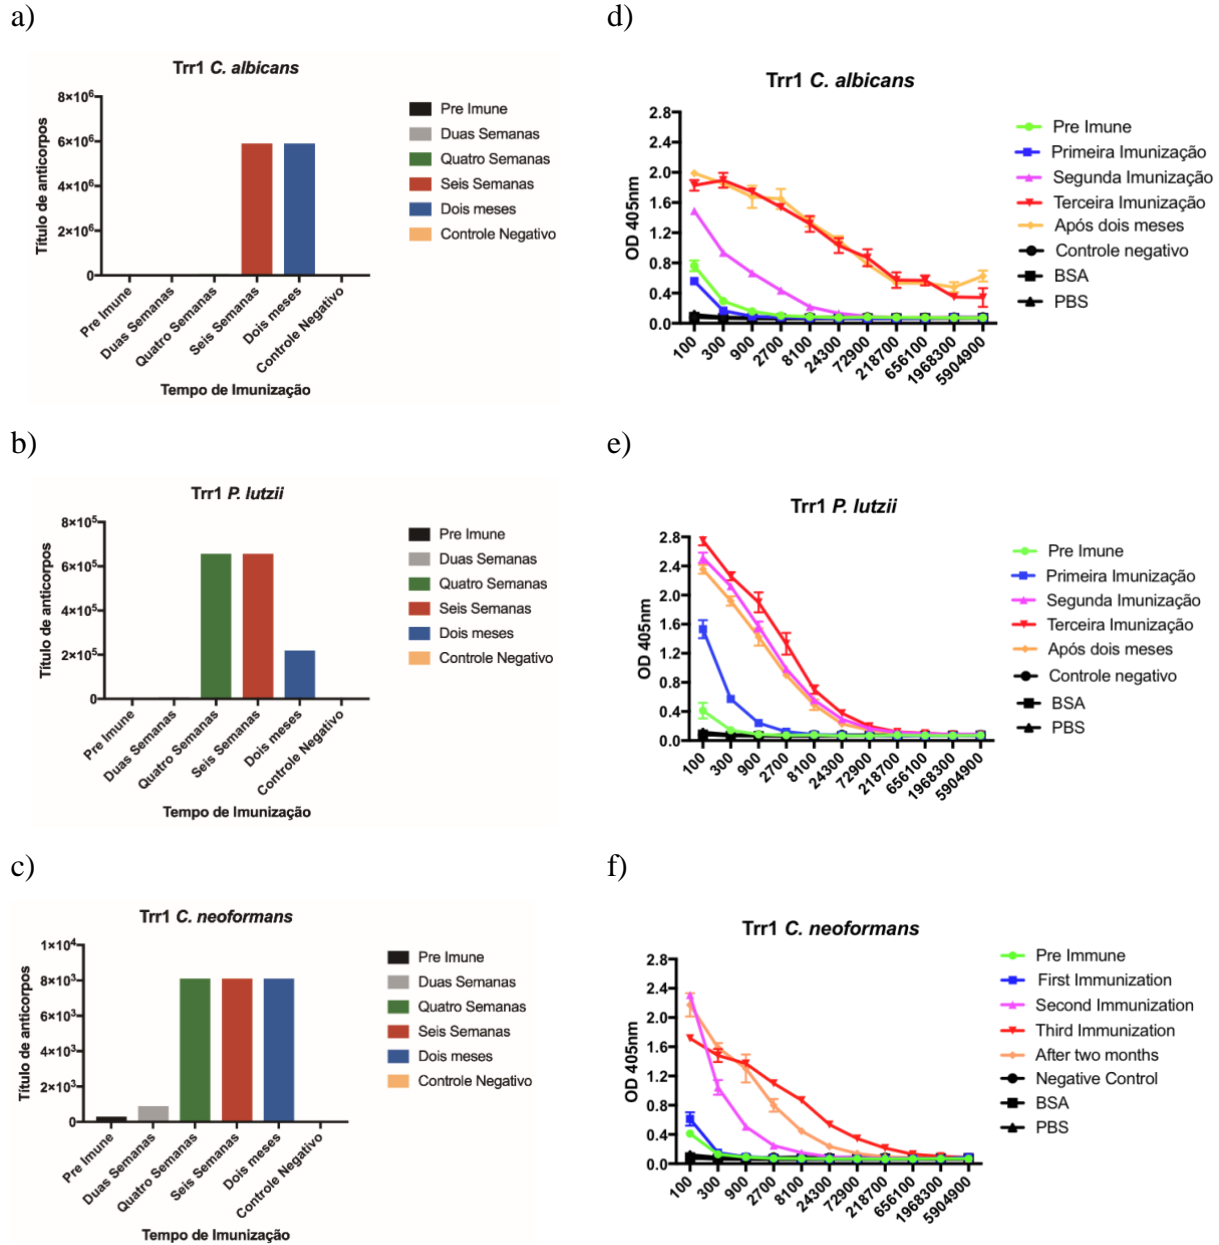 a)
Trr1 C. albicans
Título de anticorpos
8×10⁶
6×10⁶
4×10⁶
2×10⁶
0
Pre Imune
Duas Semanas
Quatro Semanas
Seis Semanas
Dois meses
Controle Negativo
Tempo de Imunização
Pre Imune
Duas Semanas
Quatro Semanas
Seis Semanas
Dois meses
Controle Negativo
d)
Trr1 C. albicans
OD 405nm
2.8
2.4
2.0
1.6
1.2
0.8
0.4
0.0
100
300
900
2700
8100
24300
72900
218700
656100
1968300
5904900
Pre Imune
Primeira Imunização
Segunda Imunização
Terceira Imunização
Após dois meses
Controle negativo
BSA
PBS
b)
Trr1 P. lutzii
Título de anticorpos
8×10⁵
6×10⁵
4×10⁵
2×10⁵
0
Pre Imune
Duas Semanas
Quatro Semanas
Seis Semanas
Dois meses
Controle Negativo
Tempo de Imunização
Pre Imune
Duas Semanas
Quatro Semanas
Seis Semanas
Dois meses
Controle Negativo
e)
Trr1 P. lutzii
OD 405nm
2.8
2.4
2.0
1.6
1.2
0.8
0.4
0.0
100
300
900
2700
8100
24300
72900
218700
656100
1968300
5904900
Pre Imune
Primeira Imunização
Segunda Imunização
Terceira Imunização
Após dois meses
Controle negativo
BSA
PBS
c)
Trr1 C. neoformans
Título de anticorpos
1×10⁴
8×10³
6×10³
4×10³
2×10³
0
Pre Imune
Duas Semanas
Quatro Semanas
Seis Semanas
Dois meses
Controle Negativo
Tempo de Imunização
Pre Imune
Duas Semanas
Quatro Semanas
Seis Semanas
Dois meses
Controle Negativo
f)
Trr1 C. neoformans
OD 405nm
2.8
2.4
2.0
1.6
1.2
0.8
0.4
0.0
100
300
900
2700
8100
24300
72900
218700
656100
1968300
5904900
Pre Immune
First Immunization
Second Immunization
Third Immunization
After two months
Negative Control
BSA
PBS